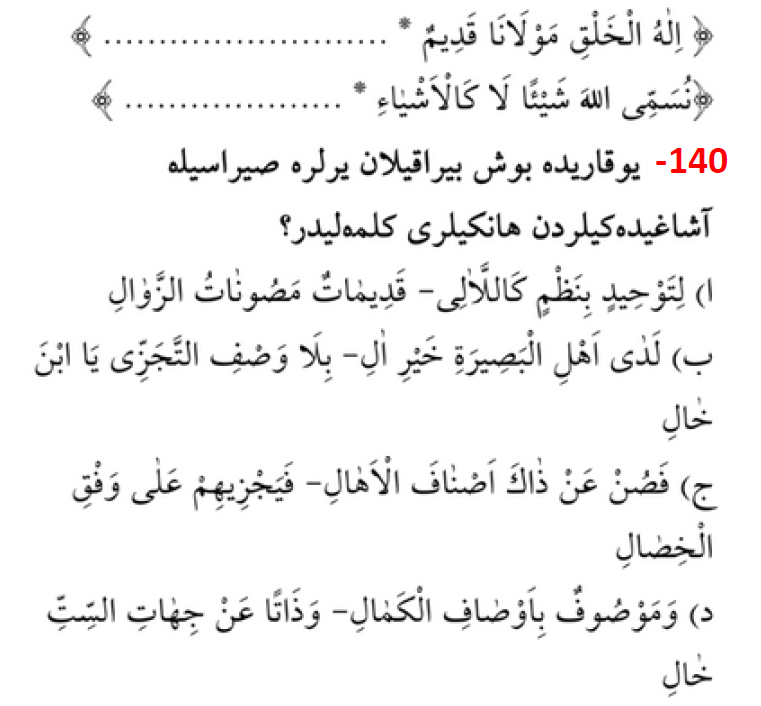 ﴿ اِلٰهُ الْخَلْقِ مَوْلَانَا قَدِيمٌ * ........................... ﴾
﴿نُسَمِّى اللهَ شَيْئًا لَا كَالْاَشْيٰاءِ * ..................... ﴾
140- يوقاريده بوش بيراقيلان يرلره صيراسيله
آشاغيده‌كيلردن هانكيلرى كلمه‌ليدر؟
ا) لِتَوْحِيدٍ بِنَظْمٍ كَاللَّاٰلِى– قَدِيمٰاتٌ مَصُونٰاتُ الزَّوٰالِ
ب) لَدٰى اَهْلِ الْبَصِيرَةِ خَيْرِ اٰلِ– بِلَا وَصْفِ التَّجَزِّى يَا ابْنَ
خٰالِ
ج) فَصُنْ عَنْ ذٰاكَ اَصْنٰافَ الْاَهٰالِ– فَيَجْزِيهِمْ عَلٰى وَفْقِ
الْخِصٰالِ
د) وَمَوْصُوفٌ بِاَوْصٰافِ الْكَمٰالِ– وَذَاتًا عَنْ جِهٰاتِ السِّتِّ
خٰالِ